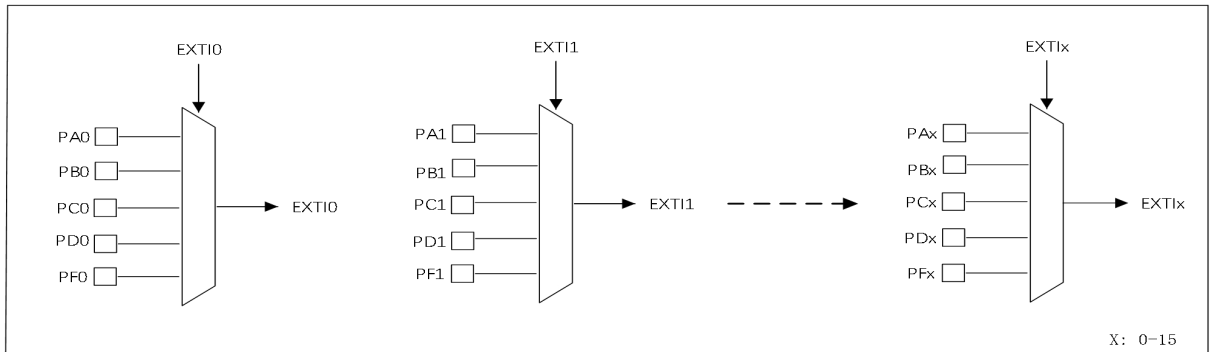 EXTI0
PA0
PB0
PC0
PD0
PF0
EXTI0
EXTI1
PA1
PB1
PC1
PD1
PF1
EXTI1
EXTIx
PAx
PBx
PCx
PDx
PFx
EXTIx
X: 0-15